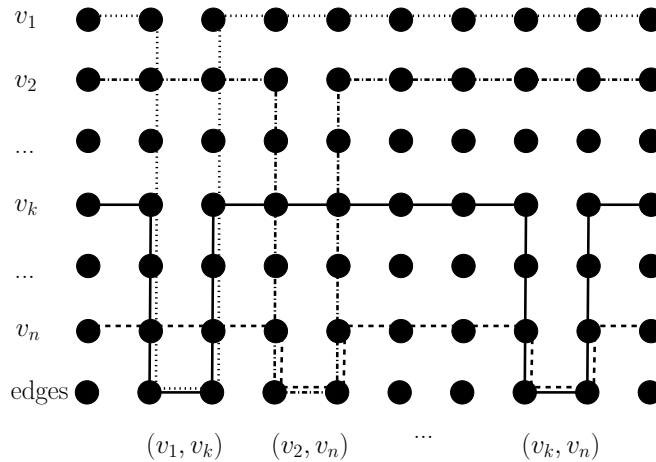 v₁
v₂
...
vₖ
...
vₙ
edges
(v₁, vₖ) (v₂, vₙ) ... (vₖ, vₙ)